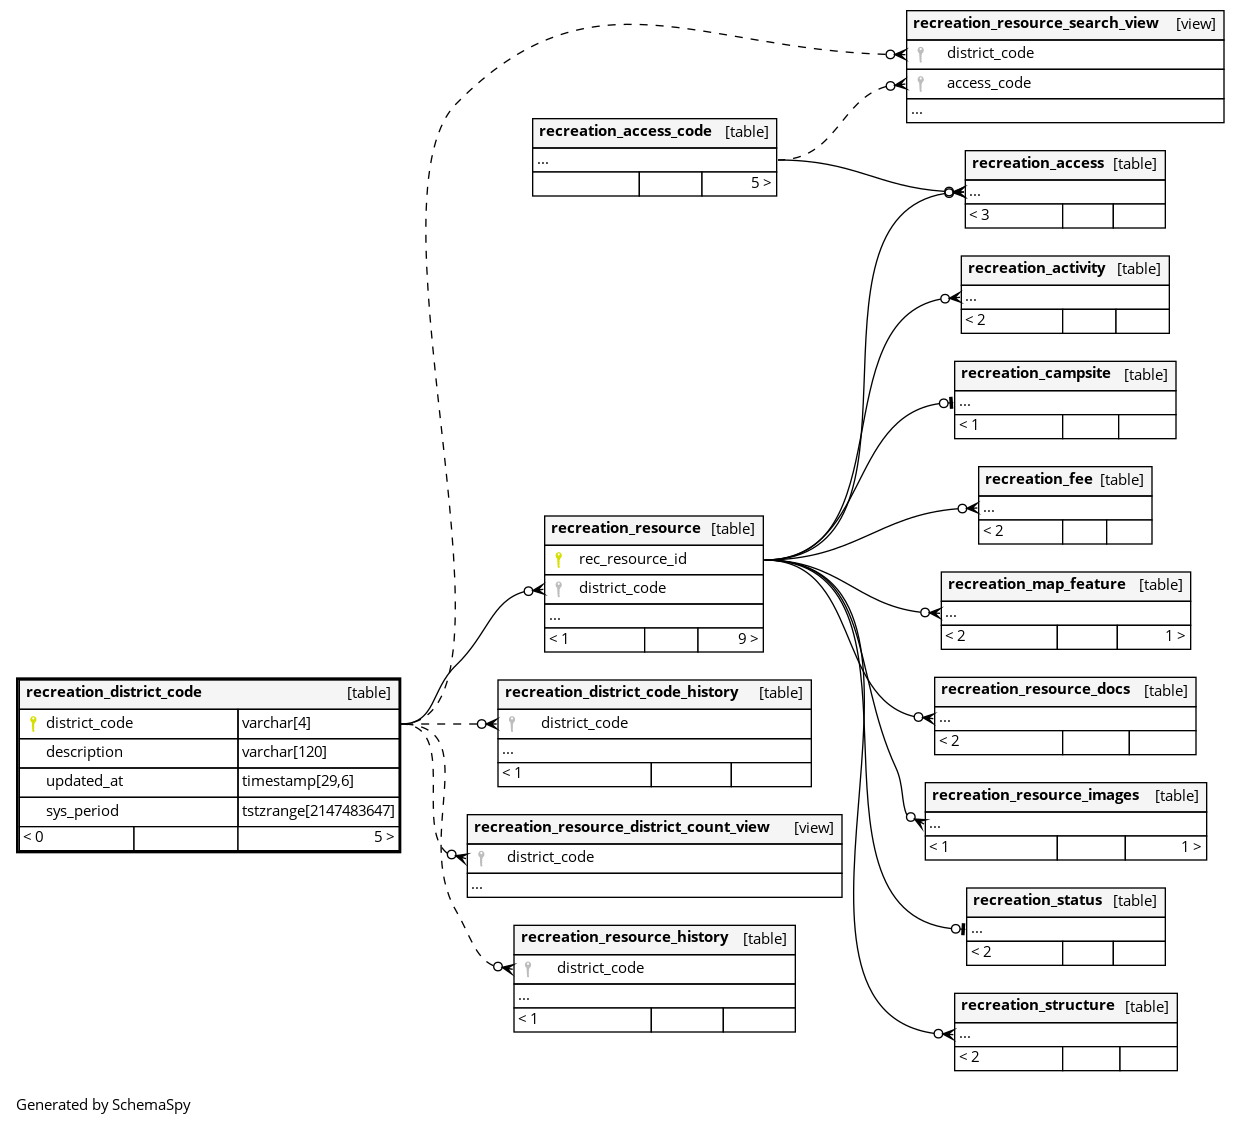 recreation_resource_search_view [view]
district_code
access_code
...
recreation_access_code [table]
...
5 >
recreation_access [table]
...
< 3
recreation_activity [table]
...
< 2
recreation_campsite [table]
...
< 1
recreation_fee [table]
...
< 2
recreation_resource [table]
rec_resource_id
district_code
...
< 1 9 >
recreation_map_feature [table]
...
< 2 1 >
recreation_district_code [table]
district_code varchar[4]
description varchar[120]
updated_at timestamp[29,6]
sys_period tstzrange[2147483647]
< 0 5 >
recreation_district_code_history [table]
district_code
...
< 1
recreation_resource_docs [table]
...
< 2
recreation_resource_images [table]
...
< 1 1 >
recreation_resource_district_count_view [view]
district_code
...
recreation_status [table]
...
< 2
recreation_resource_history [table]
district_code
...
< 1
recreation_structure [table]
...
< 2
Generated by SchemaSpy